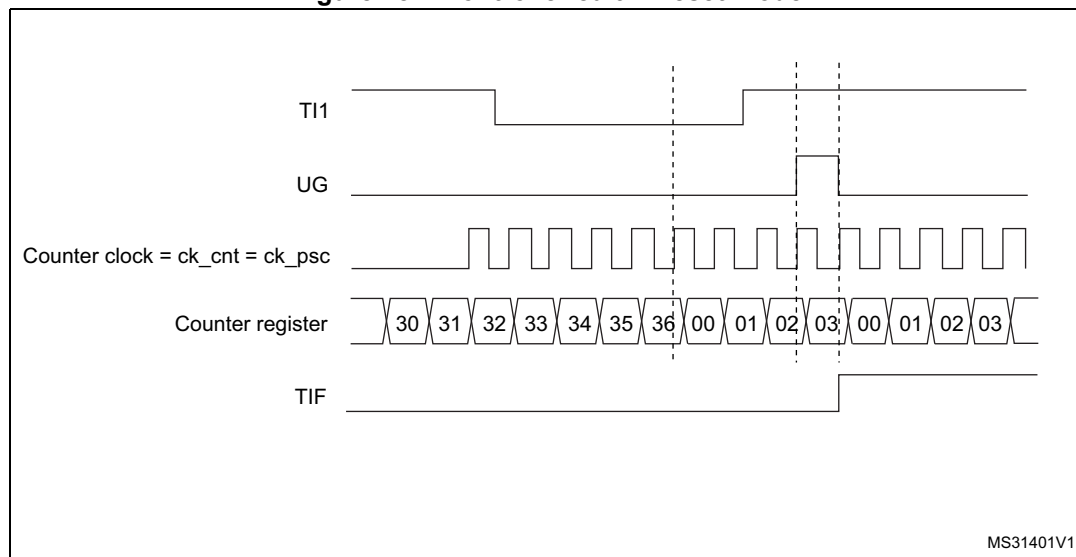 TI1
UG
Counter clock = ck_cnt = ck_psc
Counter register 30 31 32 33 34 35 36 00 01 02 03 00 01 02 03
TIF
MS31401V1